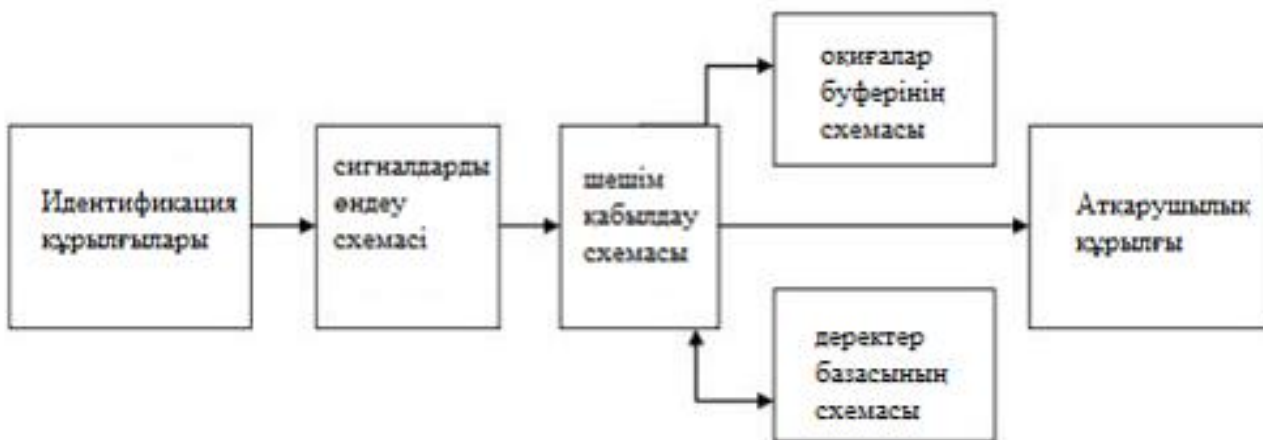 Идентификация
құрылғылары
сигналдарды
өңдеу
схемасі
шешім
қабылдау
схемасы
оқиғалар
буферінің
схемасы
деректер
базасының
схемасы
Атқарушылық
құрылғы